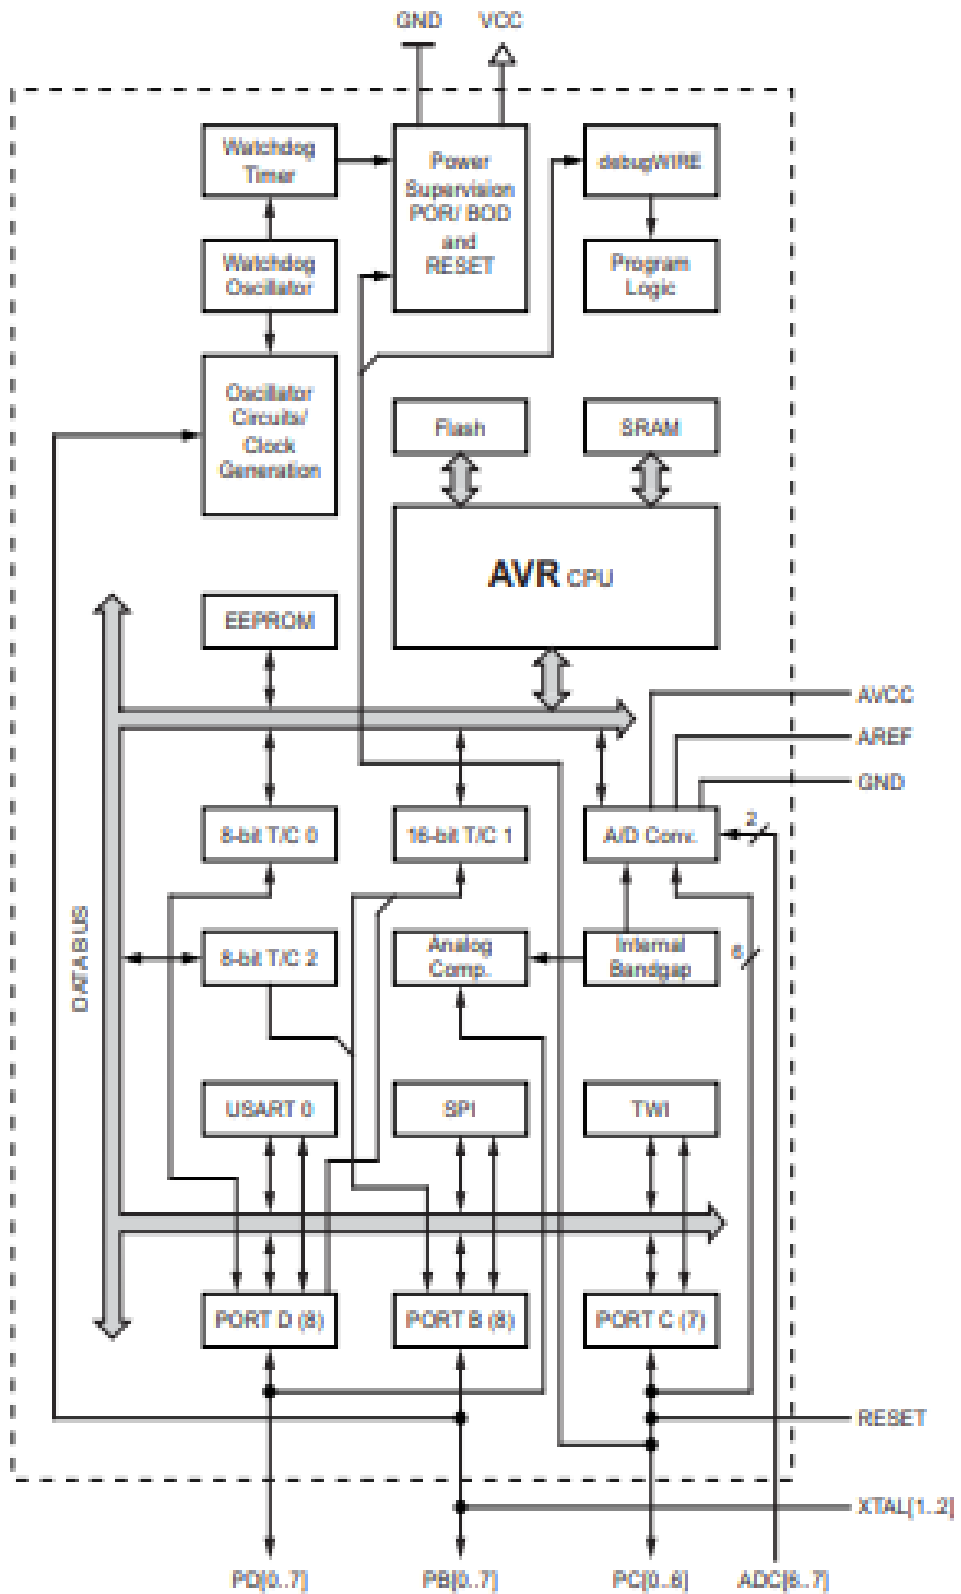 GND VCC
Watchdog
Timer
Power
Supervision
POR/ BOD
and
RESET
debugWIRE
Watchdog
Oscillator
Program
Logic
Oscillator
Circuits/
Clock
Generation
Flash
SRAM
AVR CPU
EEPROM
AVCC
AREF
GND
8-bit T/C 0
16-bit T/C 1
A/D Conv.
2
DATABUS
8-bit T/C 2
Analog
Comp.
Internal
Bandgap
6
USART 0
SPI
TWI
PORT D (8)
PORT B (8)
PORT C (7)
RESET
XTAL[1..2]
PD[0..7]
PB[0..7]
PC[0..6]
ADC[6..7]